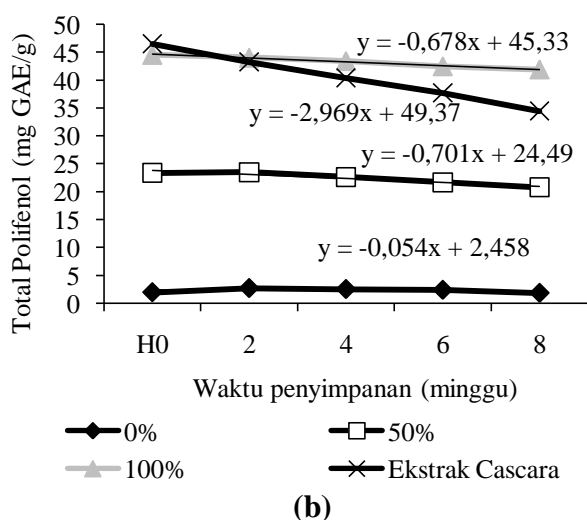 Total Polifenol (mg GAE/g)
50
45
40
35
30
25
20
15
10
5
0
y = -0,678x + 45,33
y = -2,969x + 49,37
y = -0,701x + 24,49
y = -0,054x + 2,458
H0 2 4 6 8
Waktu penyimpanan (minggu)
0% 50%
100% Ekstrak Cascara
(b)